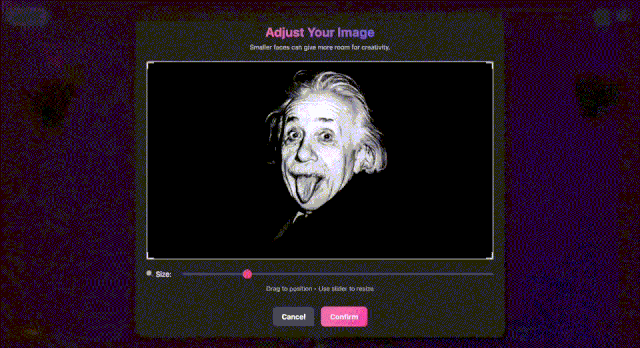 Adjust Your Image
Smaller faces can give more room for creativity.
Size:
Drag to position • Use slider to resize
Cancel
Confirm